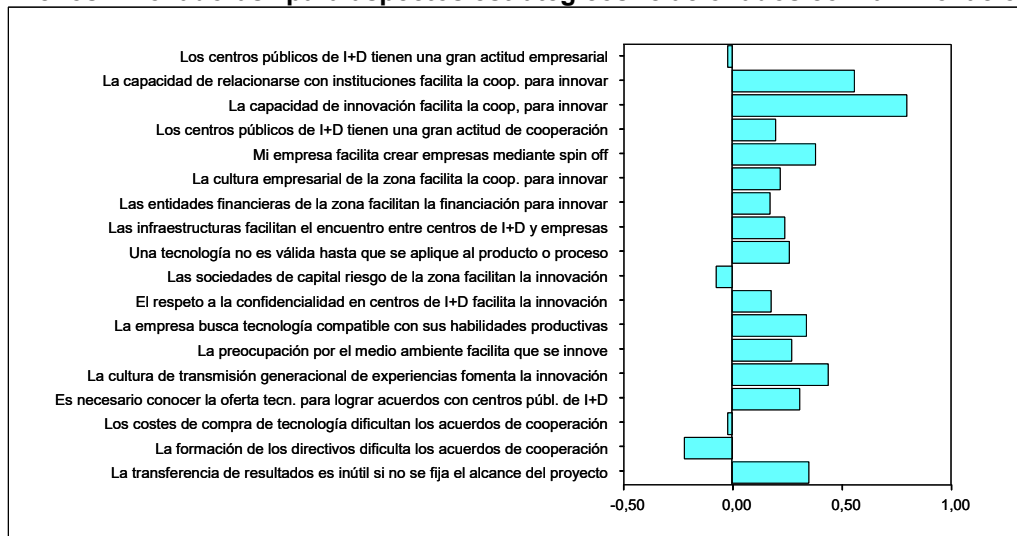 Los centros públicos de I+D tienen una gran actitud empresarial
La capacidad de relacionarse con instituciones facilita la coop. para innovar
La capacidad de innovación facilita la coop, para innovar
Los centros públicos de I+D tienen una gran actitud de cooperación
Mi empresa facilita crear empresas mediante spin off
La cultura empresarial de la zona facilita la coop. para innovar
Las entidades financieras de la zona facilitan la financiación para innovar
Las infraestructuras facilitan el encuentro entre centros de I+D y empresas
Una tecnología no es válida hasta que se aplique al producto o proceso
Las sociedades de capital riesgo de la zona facilitan la innovación
El respeto a la confidencialidad en centros de I+D facilita la innovación
La empresa busca tecnología compatible con sus habilidades productivas
La preocupación por el medio ambiente facilita que se innove
La cultura de transmisión generacional de experiencias fomenta la innovación
Es necesario conocer la oferta tecn. para lograr acuerdos con centros públ. de I+D
Los costes de compra de tecnología dificultan los acuerdos de cooperación
La formación de los directivos dificulta los acuerdos de cooperación
La transferencia de resultados es inútil si no se fija el alcance del proyecto
-0,50 0,00 0,50 1,00